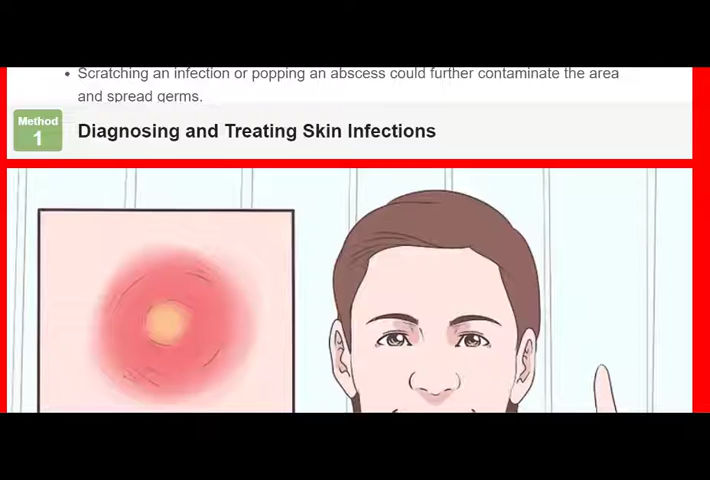 • Scratching an infection or popping an abscess could further contaminate the area
and spread germs.
Method
1
Diagnosing and Treating Skin Infections